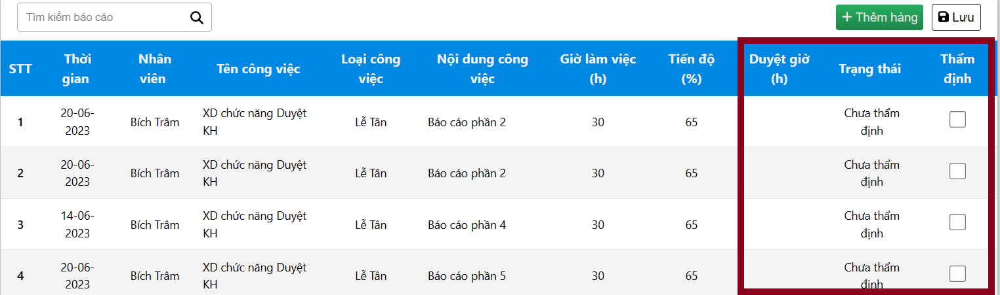 Tìm kiếm báo cáo
Thêm hàng
Lưu
STT Thời gian Nhân viên Tên công việc Loại công việc Nội dung công việc Giờ làm việc (h) Tiến độ (%) Duyệt giờ (h) Trạng thái Thẩm định
1 20-06-2023 Bích Trâm XD chức năng Duyệt KH Lễ Tân Báo cáo phần 2 30 65 Chưa thẩm định
2 20-06-2023 Bích Trâm XD chức năng Duyệt KH Lễ Tân Báo cáo phần 2 30 65 Chưa thẩm định
3 14-06-2023 Bích Trâm XD chức năng Duyệt KH Lễ Tân Báo cáo phần 4 30 65 Chưa thẩm định
4 20-06-2023 Bích Trâm XD chức năng Duyệt KH Lễ Tân Báo cáo phần 5 30 65 Chưa thẩm định